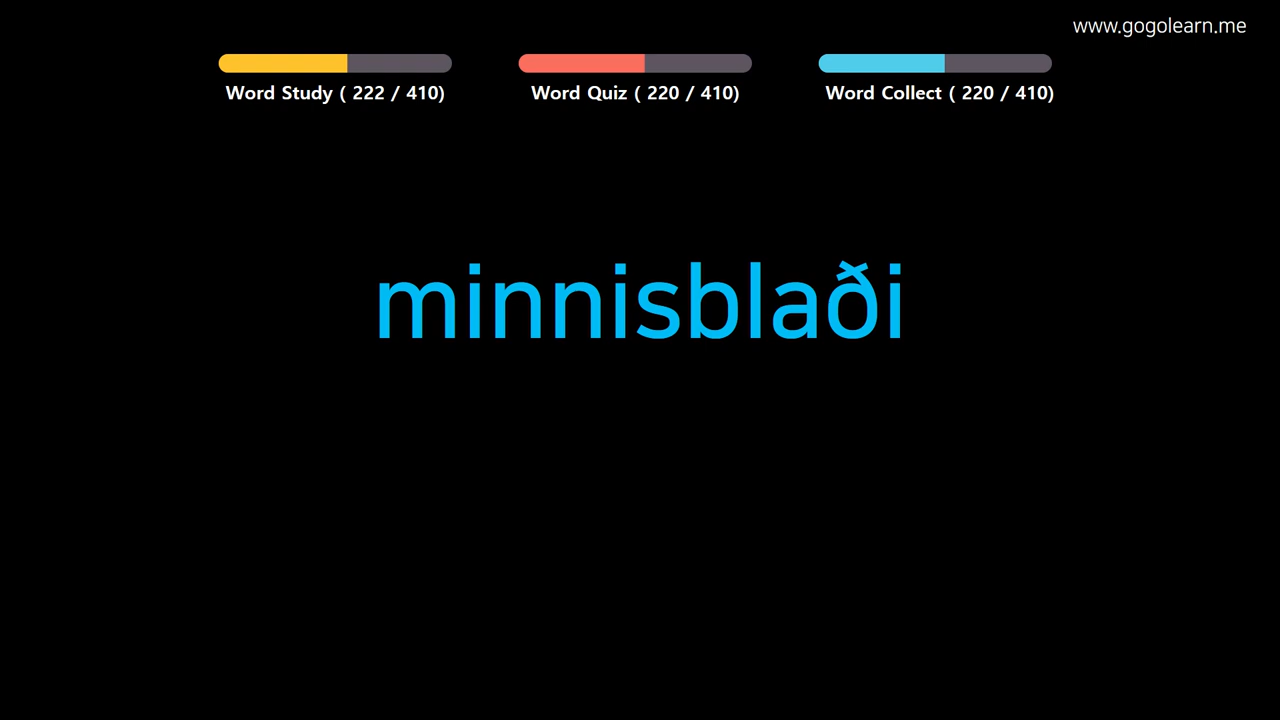 www.gogolearn.me
Word Study ( 222 / 410)
Word Quiz ( 220 / 410)
Word Collect ( 220 / 410)
minnisblaði